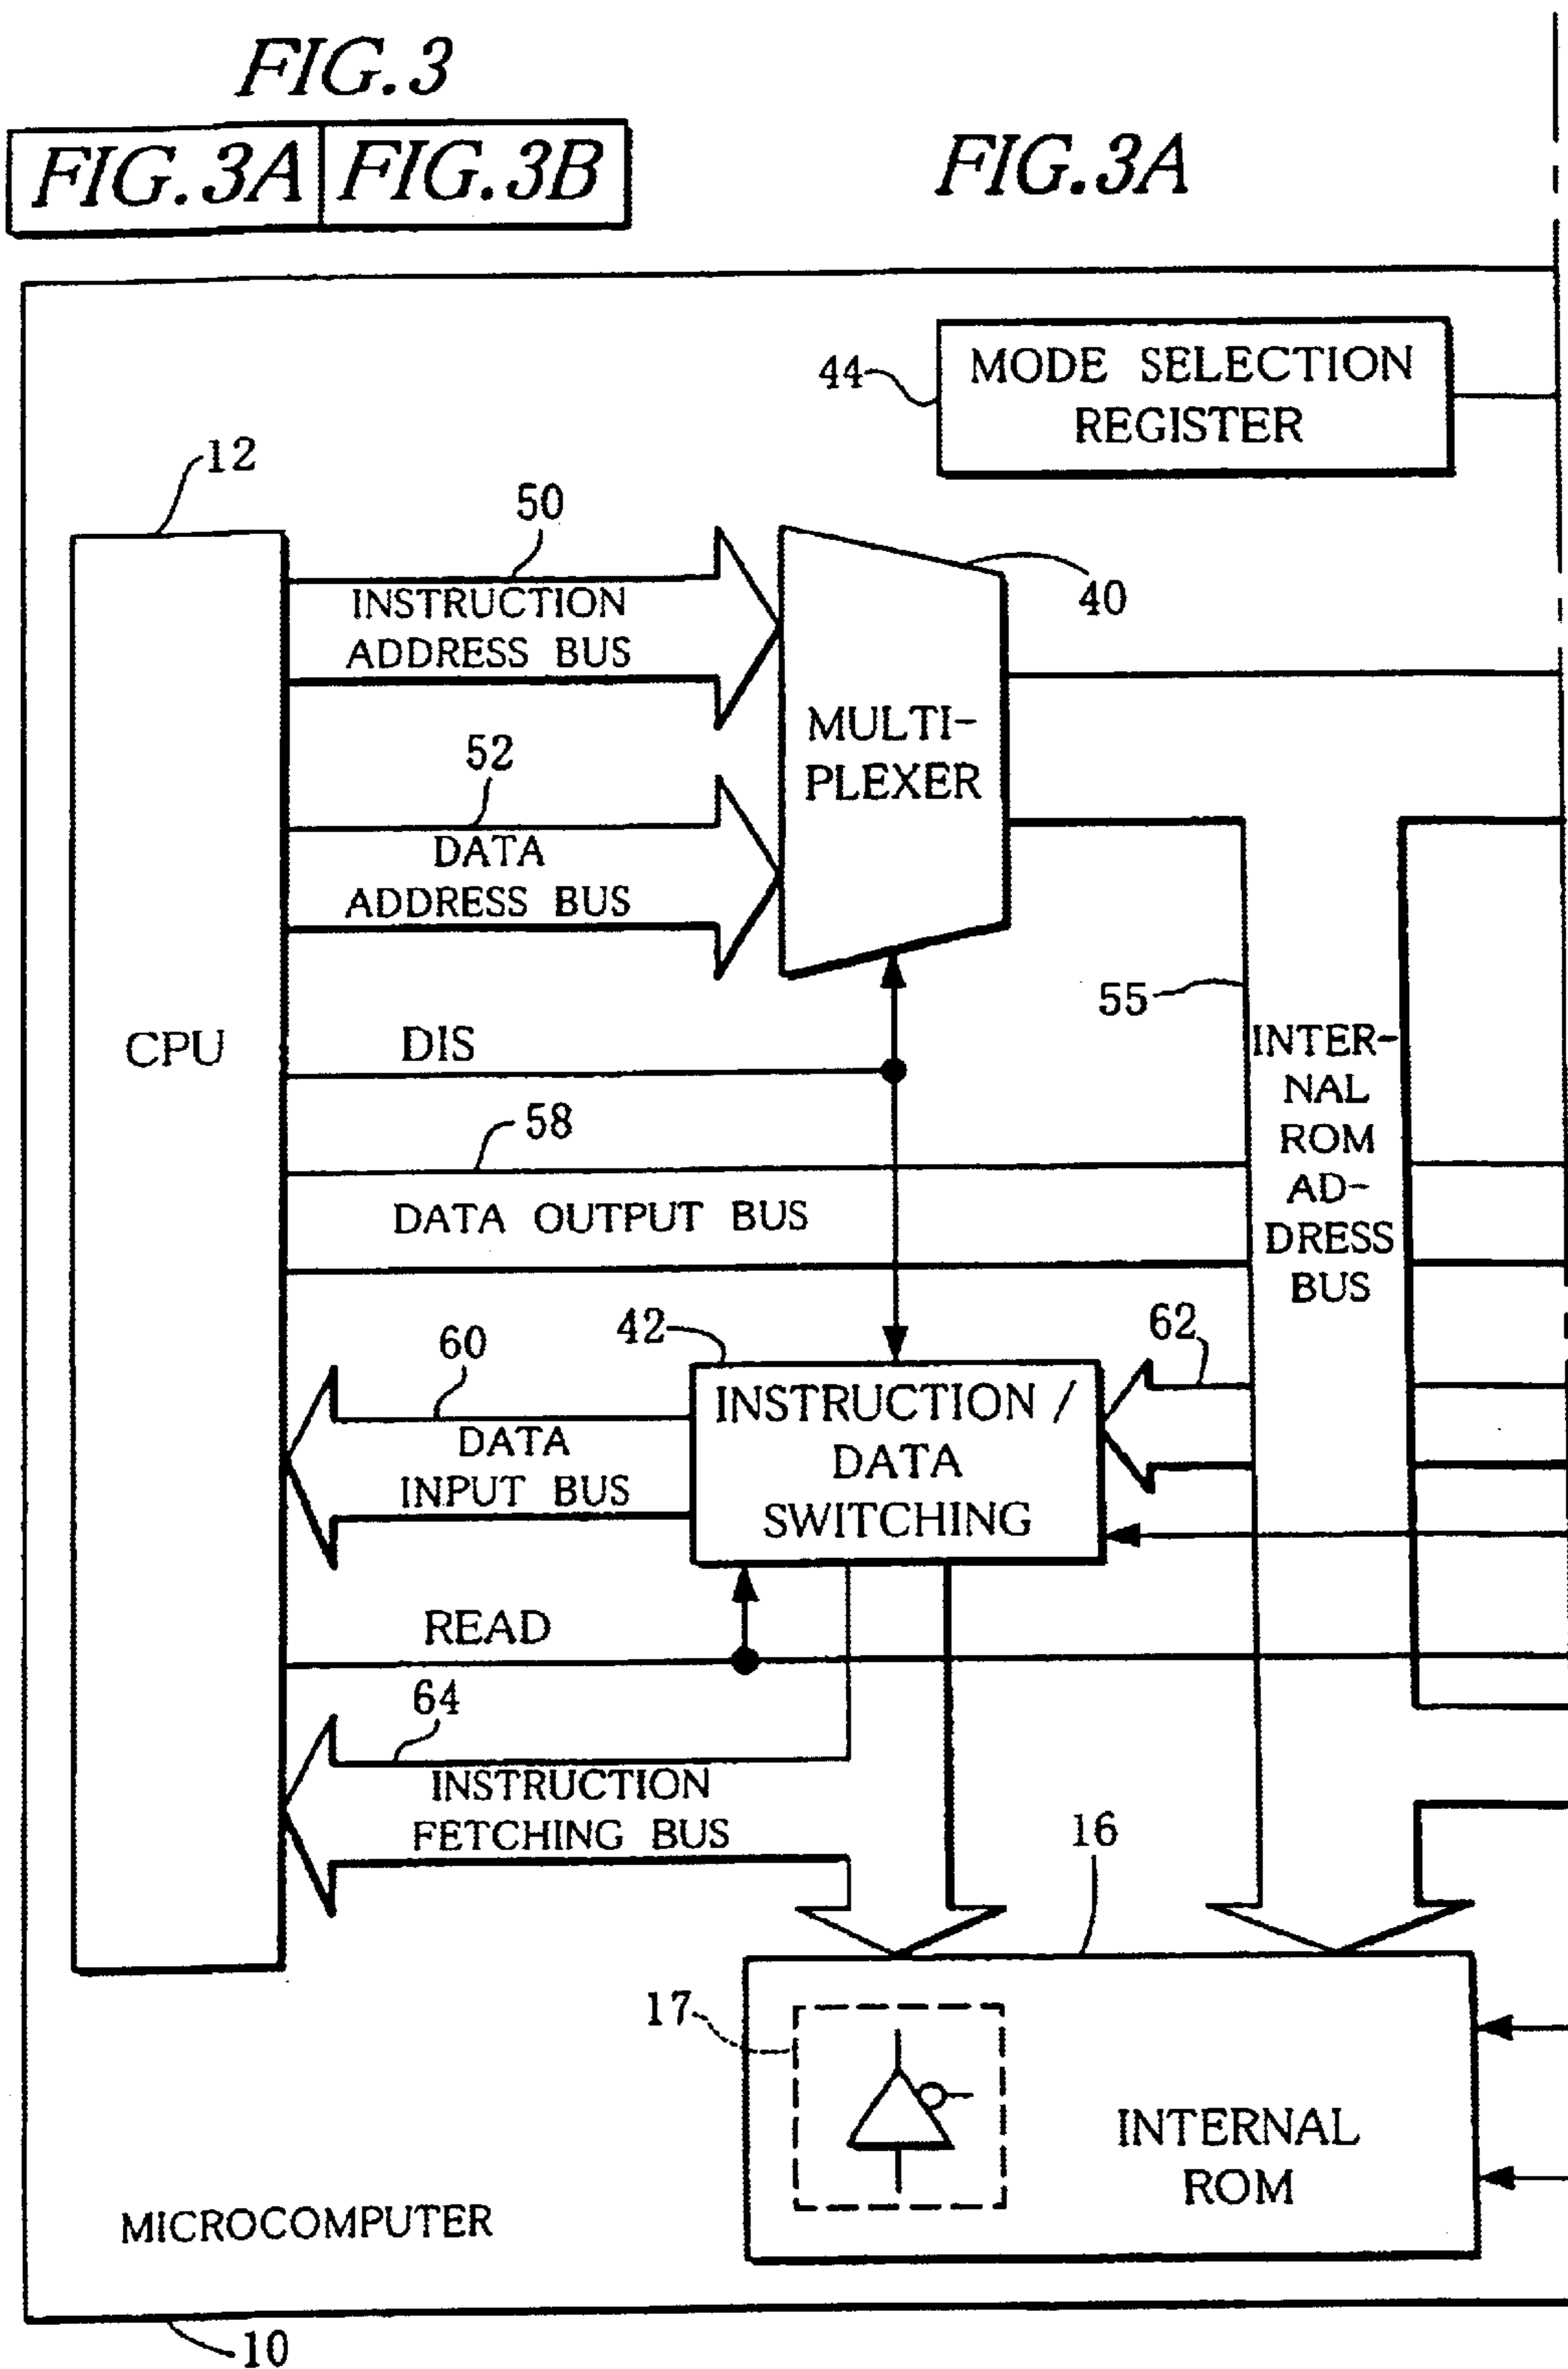 FIG.3
FIG.3A FIG.3B
FIG.3A
44
MODE SELECTION
REGISTER
12
50
INSTRUCTION
ADDRESS BUS
40
MULTI-
PLEXER
52
DATA
ADDRESS BUS
55
CPU
DIS
INTER-
NAL
ROM
AD-
DRESS
BUS
58
DATA OUTPUT BUS
42
62
60
INSTRUCTION /
DATA
SWITCHING
DATA
INPUT BUS
READ
64
INSTRUCTION
FETCHING BUS
16
17
INTERNAL
ROM
MICROCOMPUTER
10